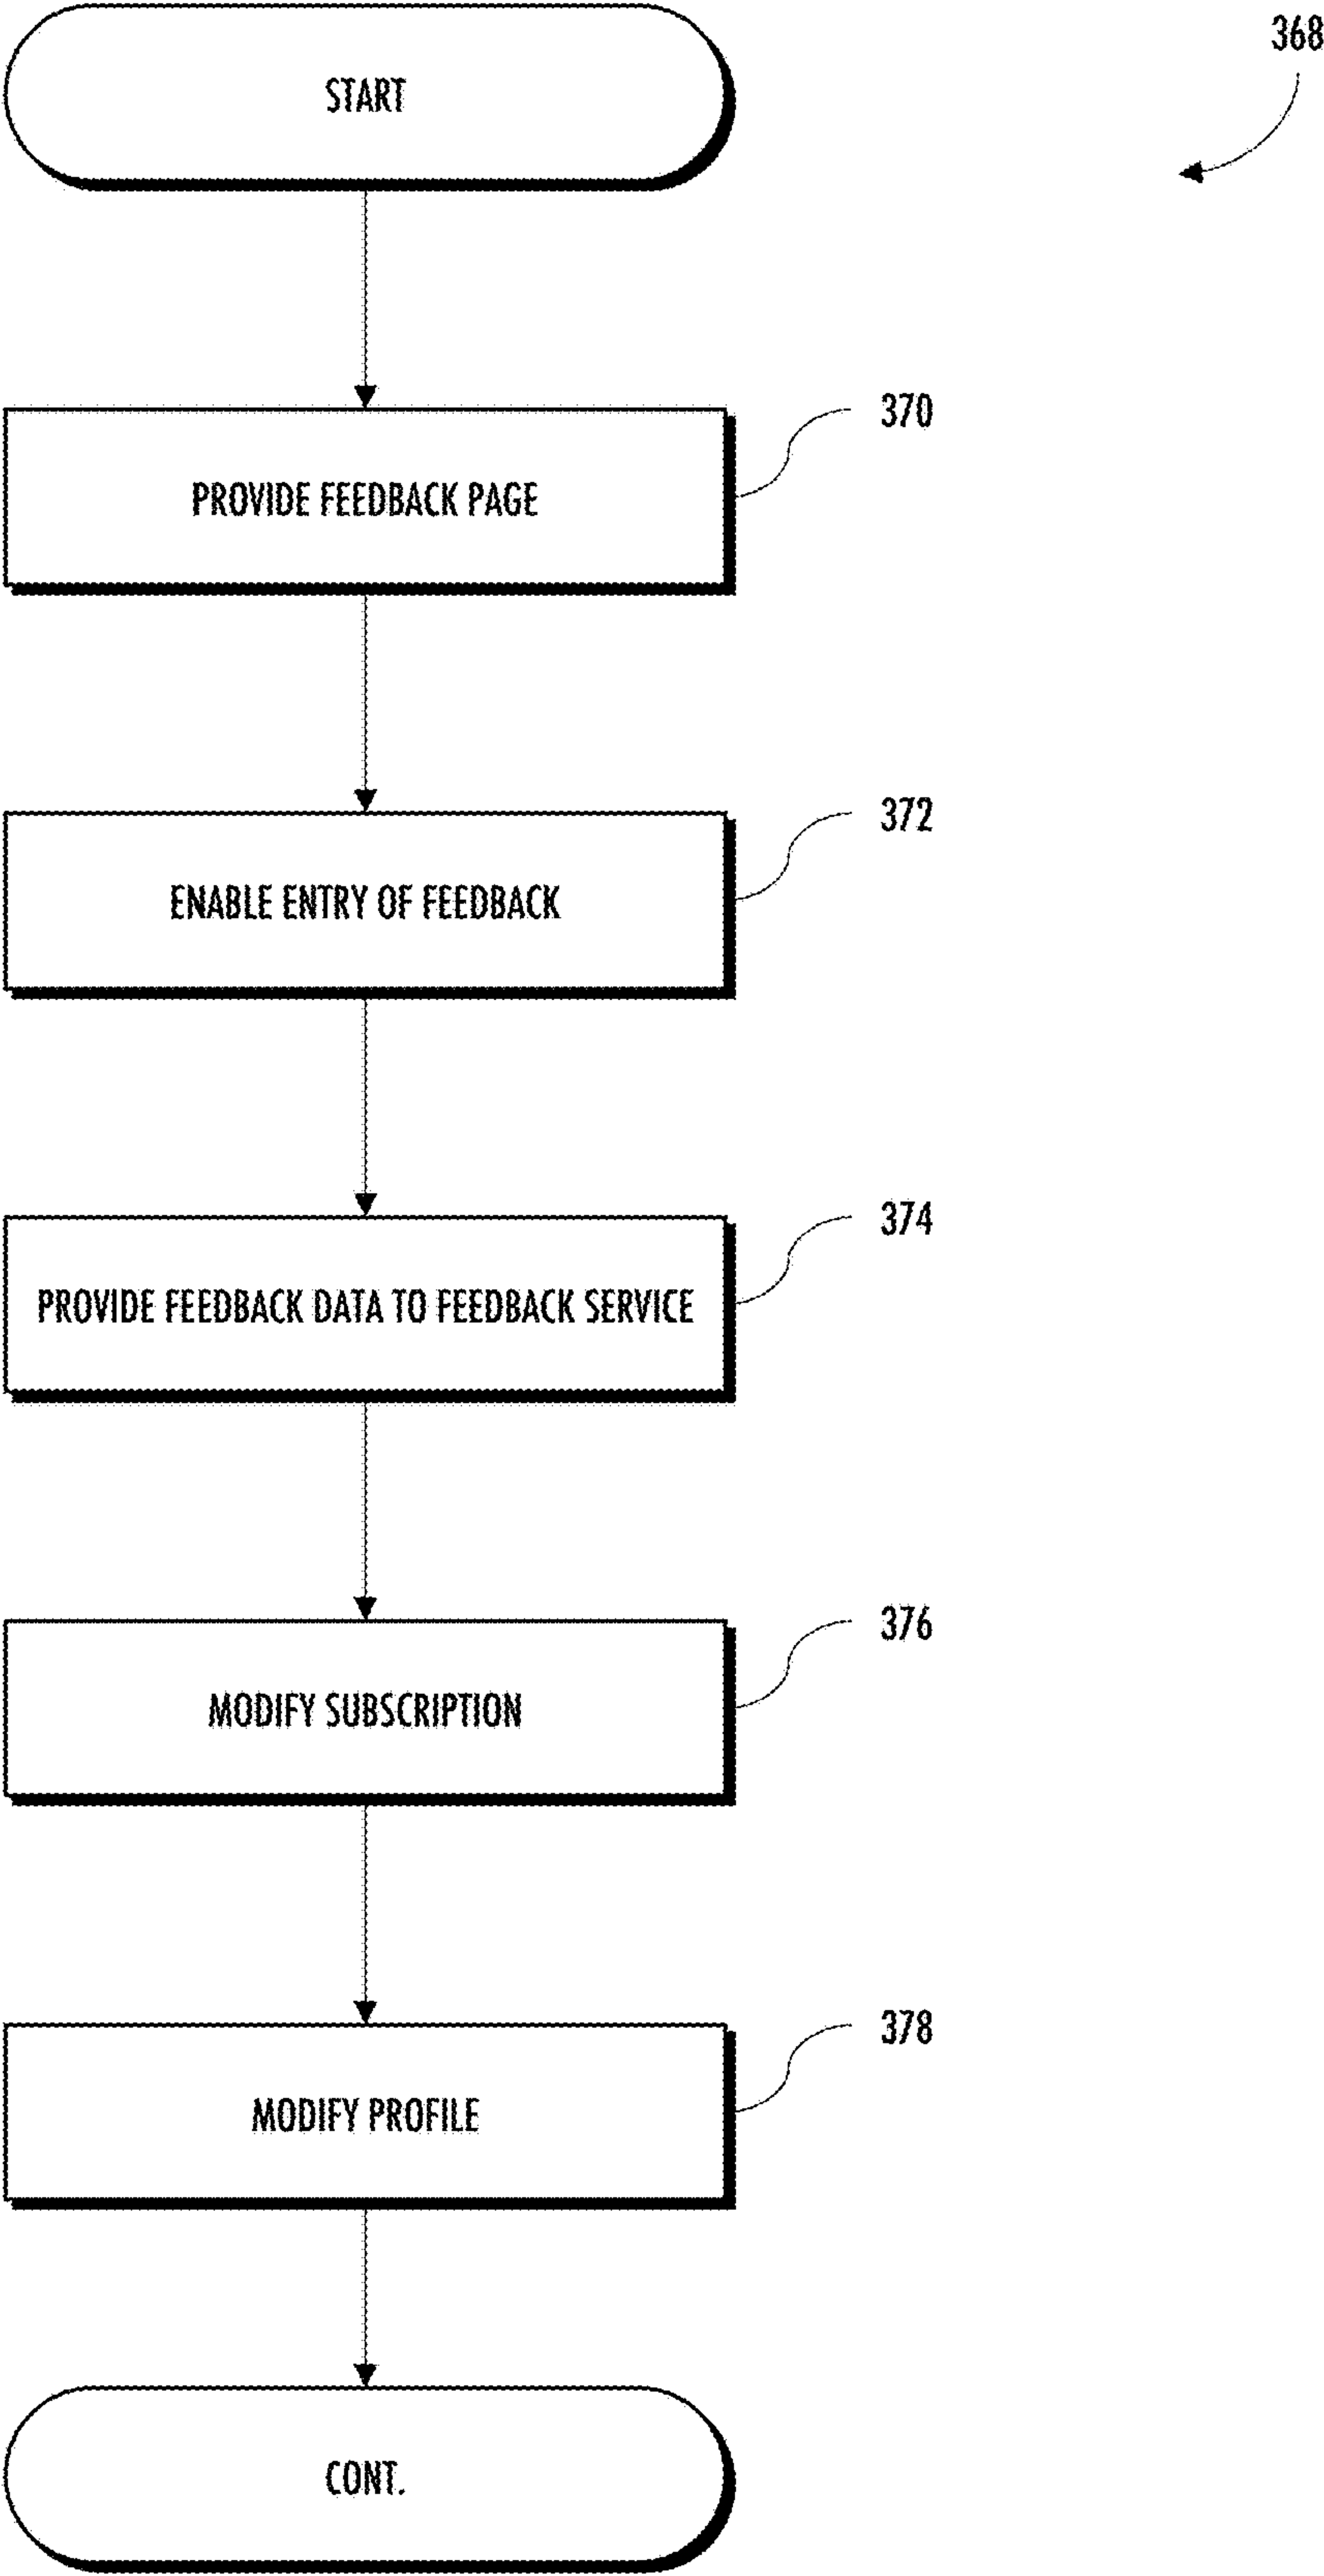 START
368
PROVIDE FEEDBACK PAGE
370
ENABLE ENTRY OF FEEDBACK
372
PROVIDE FEEDBACK DATA TO FEEDBACK SERVICE
374
MODIFY SUBSCRIPTION
376
MODIFY PROFILE
378
CONT.